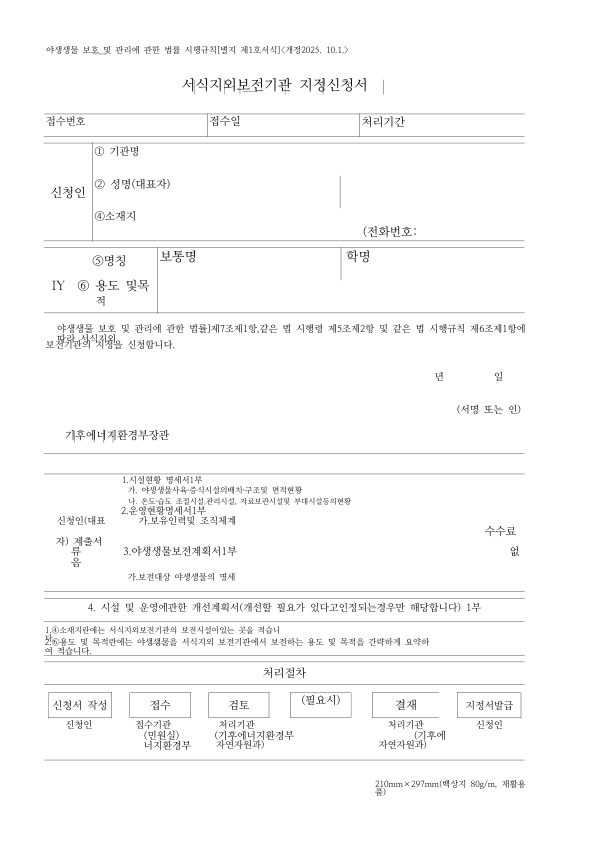 야생생물 보호 및 관리에 관한 법률 시행규칙[별지 제1호서식]<개정2025. 10.1.>
서식지외보전기관 지정신청서
접수번호 접수일 처리기간
신청인
① 기관명
② 성명(대표자)
④소재지
(전화번호:
⑤명칭 보통명 학명
IY ⑥ 용도 및목
적
야생생물 보호 및 관리에 관한 법률]제7조제1항,같은 법 시행령 제5조제2항 및 같은 법 시행규칙 제6조제1항에
따라 서식지외
보전기관의 지정을 신청합니다.
년 일
(서명 또는 인)
기후에너지환경부장관
신청인(대표
자) 제출서
류
음
1.시설현황 명세서1부
가. 야생생물사육·증식시설의배치·구조및 면적현황
나. 온도·습도 조절시설,관리시설, 자료보관시설및 부대시설등의현황
2.운영현황명세서1부
가.보유인력및 조직체계
3.야생생물보전계획서1부
가.보전대상 야생생물의 명세
수수료
없
4. 시설 및 운영에관한 개선계획서(개선할 필요가 있다고인정되는경우만 해당합니다) 1부
1.④소재지란에는 서식지외보전기관의 보전시설이있는 곳을 적습니
다.
2.⑥용도 및 목적란에는 야생생물을 서식지외 보전기관에서 보전하는 용도 및 목적을 간략하게 요약하
여 적습니다.
처리절차
신청서 작성 접수 검토 (필요시) 결재 지정서발급
신청인 접수기관 처리기관 처리기관 신청인
(민원실) (기후에너지환경부 (기후에
너지환경부 자연자원과) 자연자원과)
210mm×297mm(백상지 80g/m, 재활용
품)